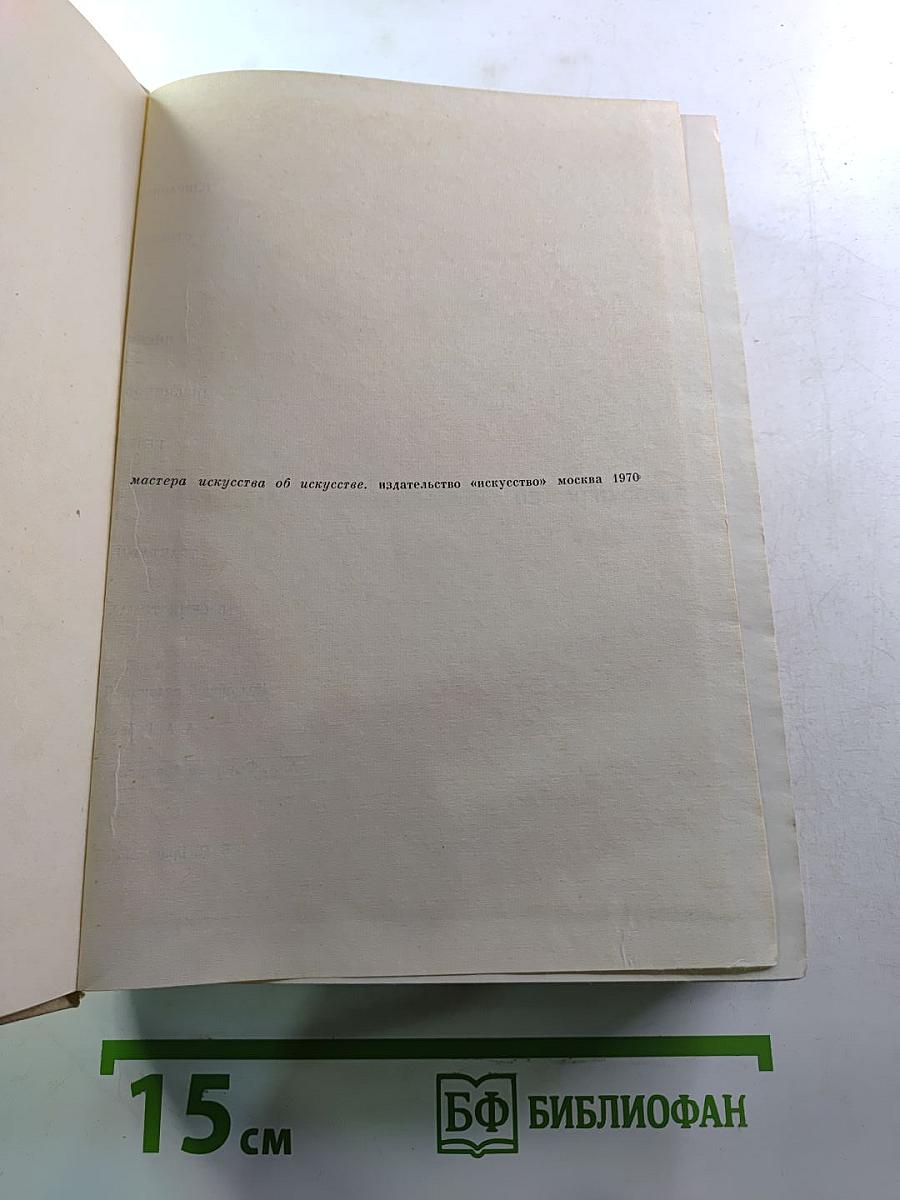 мастера искусства об искусстве. издательство «искусство» москва 1970
15 см
БФ БИБЛИОФАН